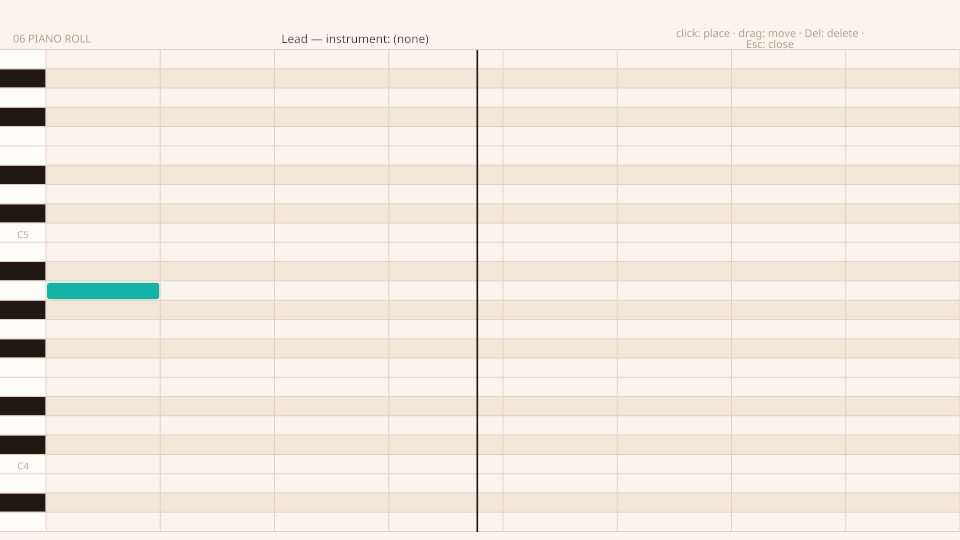 06 PIANO ROLL
Lead — instrument: (none)
click: place · drag: move · Del: delete ·
Esc: close
C5
C4